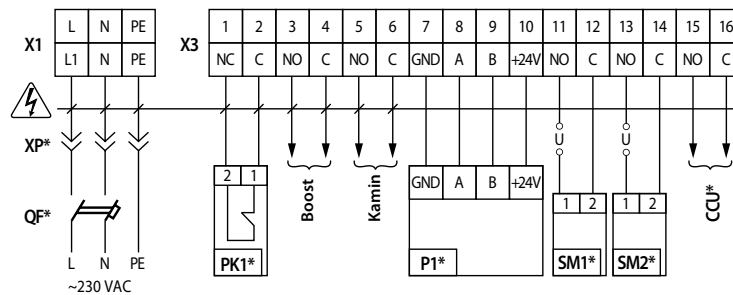 L N PE 1 2 3 4 5 6 7 8 9 10 11 12 13 14 15 16
X1 X3
L1 N PE NC C NO C NO C GND A B +24V NO C NO C NO C
XP* U U
2 1 GND A B +24V
Boost Kamin CCU*
1 2 1 2
QF*
L N PE PK1* P1* SM1* SM2*
~230 VAC